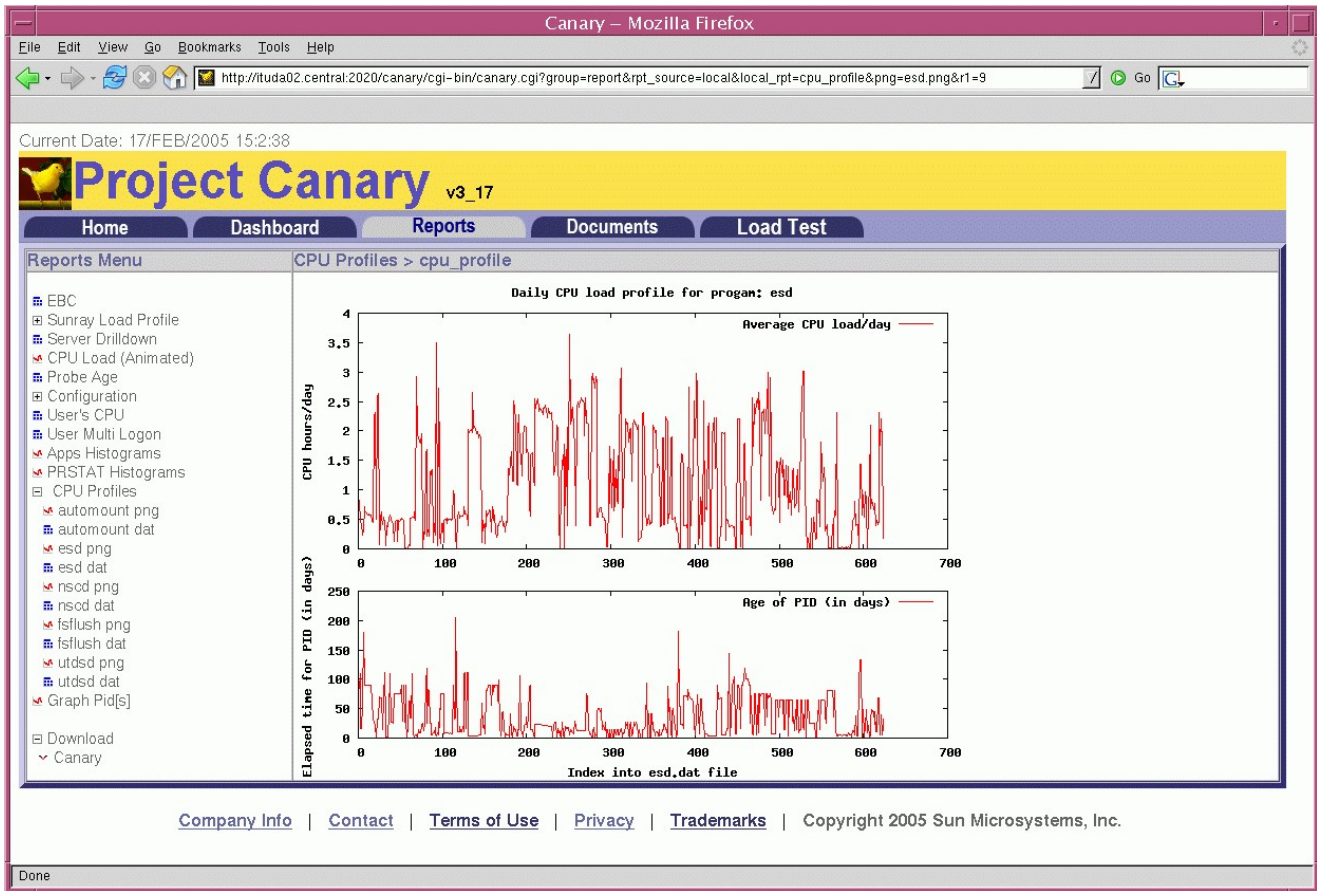 Canary – Mozilla Firefox
File Edit View Go Bookmarks Tools Help
http://ituda02.central:2020/canary/cgi-bin/canary.cgi?group=report&rpt_source=local&local_rpt=cpu_profile&png=esd.png&r1=9
Go
G
Current Date: 17/FEB/2005 15:2:38
Project Canary v3_17
Home Dashboard Reports Documents Load Test
Reports Menu
EBC
Sunray Load Profile
Server Drilldown
CPU Load (Animated)
Probe Age
Configuration
User's CPU
User Multi Logon
Apps Histograms
PRSTAT Histograms
CPU Profiles
automount png
automount dat
esd png
esd dat
nscd png
nscd dat
fsflush png
fsflush dat
utdsd png
utdsd dat
Graph Pid[s]
Download
Canary
CPU Profiles > cpu_profile
Daily CPU load profile for progam: esd
Average CPU load/day
CPU hours/day
4
3.5
3
2.5
2
1.5
1
0.5
0
0 100 200 300 400 500 600 700
Age of PID (in days)
Elapsed time for PID (in days)
250
200
150
100
50
0
0 100 200 300 400 500 600 700
Index into esd.dat file
Company Info | Contact | Terms of Use | Privacy | Trademarks | Copyright 2005 Sun Microsystems, Inc.
Done